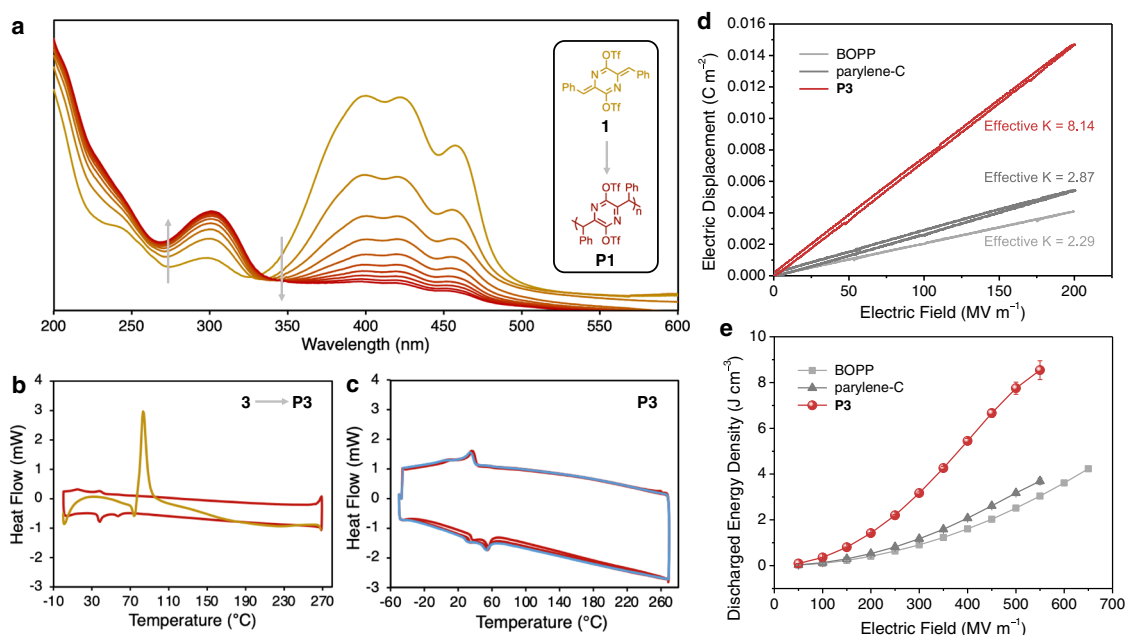 a
OTf
Ph
N
N
Ph
OTf
1
Ph
TfO
N
n
N
Ph
OTf
P1
200 250 300 350 400 450 500 550 600
Wavelength (nm)
b
3 P3
4
3
2
1
0
-1
-2
-3
Heat Flow (mW)
-10 30 70 110 150 190 230 270
Temperature (°C)
c
P3
4
3
2
1
0
-1
-2
-3
Heat Flow (mW)
-60 -20 20 60 100 140 180 220 260
Temperature (°C)
d
BOPP
parylene-C
P3
Effective K = 8.14
Effective K = 2.87
Effective K = 2.29
0.016
0.014
0.012
0.010
0.008
0.006
0.004
0.002
0.000
Electric Displacement (C m⁻²)
0 50 100 150 200
Electric Field (MV m⁻¹)
e
BOPP
parylene-C
P3
10
8
6
4
2
0
Discharged Energy Density (J cm⁻³)
0 100 200 300 400 500 600 700
Electric Field (MV m⁻¹)